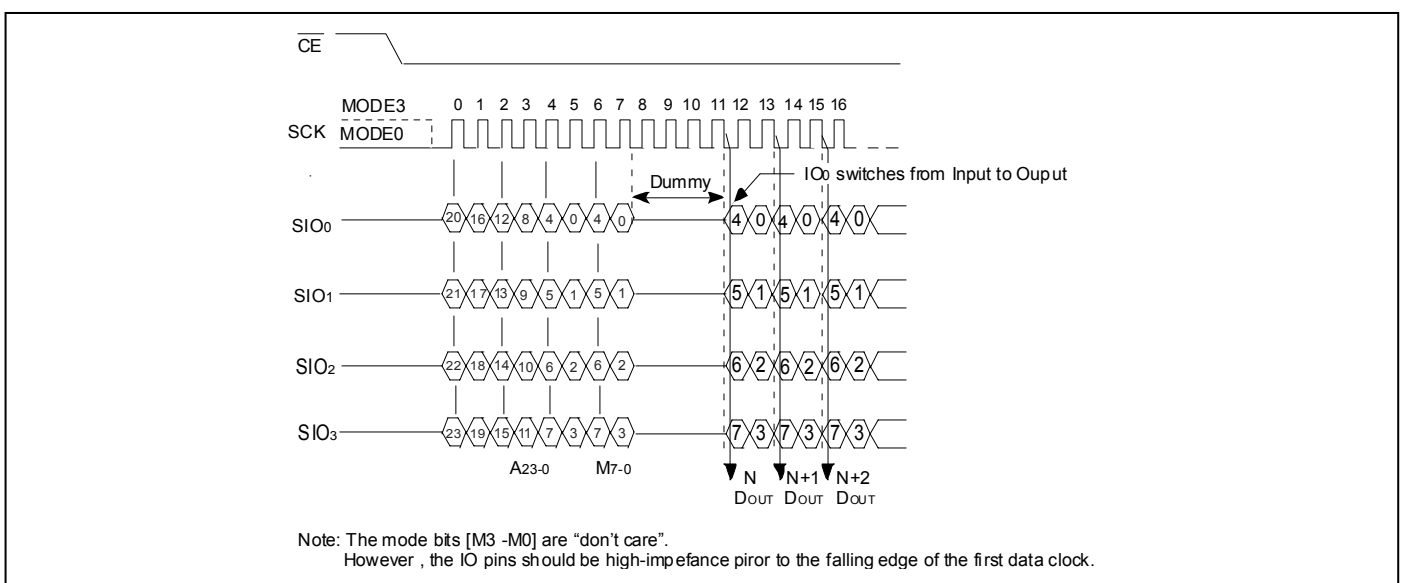 CE
MODE3 0 1 2 3 4 5 6 7 8 9 10 11 12 13 14 15 16
SCK MODE0
Dummy
IO0 switches from Input to Ouput
SIO0 20 16 12 8 4 0 4 0 4 0 4 0 4 0
SIO1 21 17 13 9 5 1 5 1 5 1 5 1 5 1
SIO2 22 18 14 10 6 2 6 2 6 2 6 2 6 2
SIO3 23 19 15 11 7 3 7 3 7 3 7 3 7 3
A23-0 M7-0
N N+1 N+2
DOUT DOUT DOUT
Note: The mode bits [M3 -M0] are “don’t care”.
However , the IO pins should be high-impefance piror to the falling edge of the first data clock.